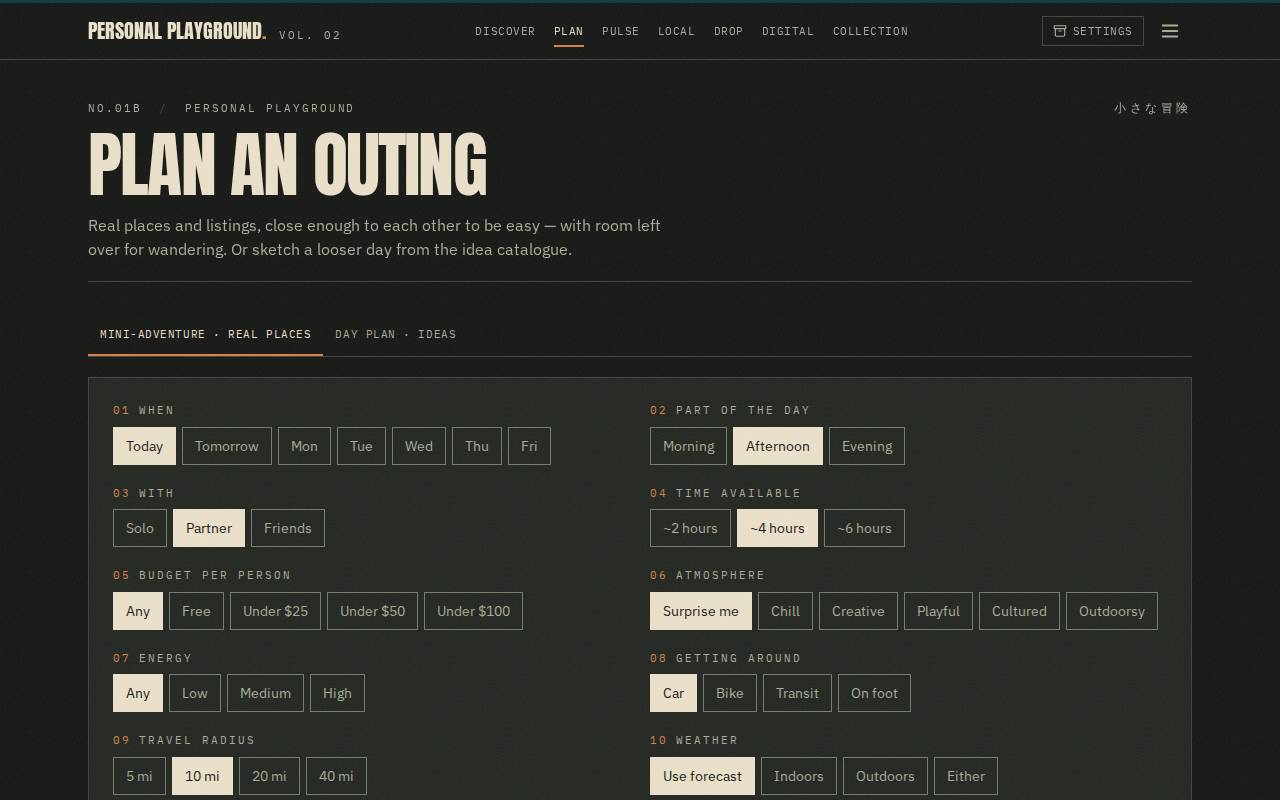 PERSONAL PLAYGROUND. VOL. 02
DISCOVER PLAN PULSE LOCAL DROP DIGITAL COLLECTION
SETTINGS
NO.01B / PERSONAL PLAYGROUND
小さな冒険
PLAN AN OUTING
Real places and listings, close enough to each other to be easy — with room left
over for wandering. Or sketch a looser day from the idea catalogue.
MINI-ADVENTURE · REAL PLACES DAY PLAN · IDEAS
01 WHEN
Today Tomorrow Mon Tue Wed Thu Fri
02 PART OF THE DAY
Morning Afternoon Evening
03 WITH
Solo Partner Friends
04 TIME AVAILABLE
~2 hours ~4 hours ~6 hours
05 BUDGET PER PERSON
Any Free Under $25 Under $50 Under $100
06 ATMOSPHERE
Surprise me Chill Creative Playful Cultured Outdoorsy
07 ENERGY
Any Low Medium High
08 GETTING AROUND
Car Bike Transit On foot
09 TRAVEL RADIUS
5 mi 10 mi 20 mi 40 mi
10 WEATHER
Use forecast Indoors Outdoors Either